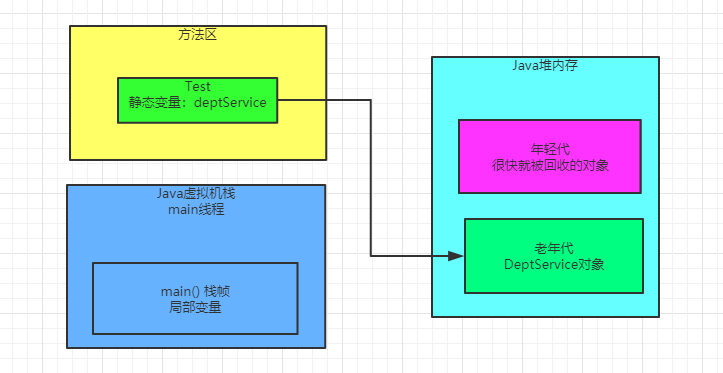 方法区
Test
静态变量：deptService
Java虚拟机栈
main线程
main() 栈帧
局部变量
Java堆内存
年轻代
很快就被回收的对象
老年代
DeptService对象